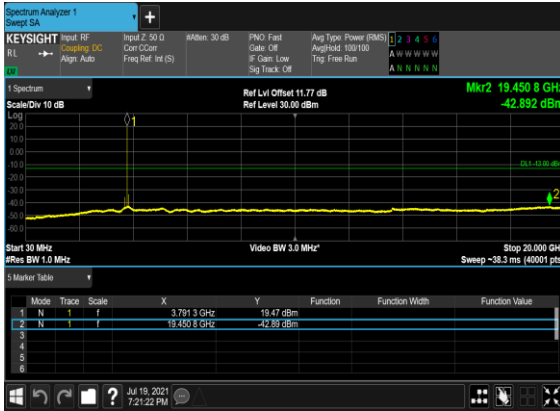 Spectrum Analyzer 1
Swept SA
+
KEYSIGHT Input: RF Input Z: 50 Ω #Atten: 30 dB PNO: Fast Avg Type: Power (RMS) 1 2 3 4 5 6
RL Coupling: DC Corr CCorr Gate: Off Avg|Hold: 100/100 A W W W W W
Align: Auto Freq Ref: Int (S) IF Gain: Low Trig: Free Run
Sig Track: Off A N N N N N
1 Spectrum
Ref Lvl Offset 11.77 dB Mkr2 19.450 8 GHz
Scale/Div 10 dB Ref Level 30.00 dBm -42.892 dBm
Log
20.0
1
10.0
0.00
-10.0
DL1 -13.00 dBm
-20.0
-30.0
2
-40.0
-50.0
-60.0
Start 30 MHz Video BW 3.0 MHz* Stop 20.000 GH
#Res BW 1.0 MHz Sweep ~38.3 ms (40001 pts
5 Marker Table
Mode Trace Scale X Y Function Function Width Function Value
1 N 1 f 3.791 3 GHz 19.47 dBm
2 N 1 f 19.450 8 GHz -42.89 dBm
3
4
5
6
? Jul 19, 2021
7:21:22 PM